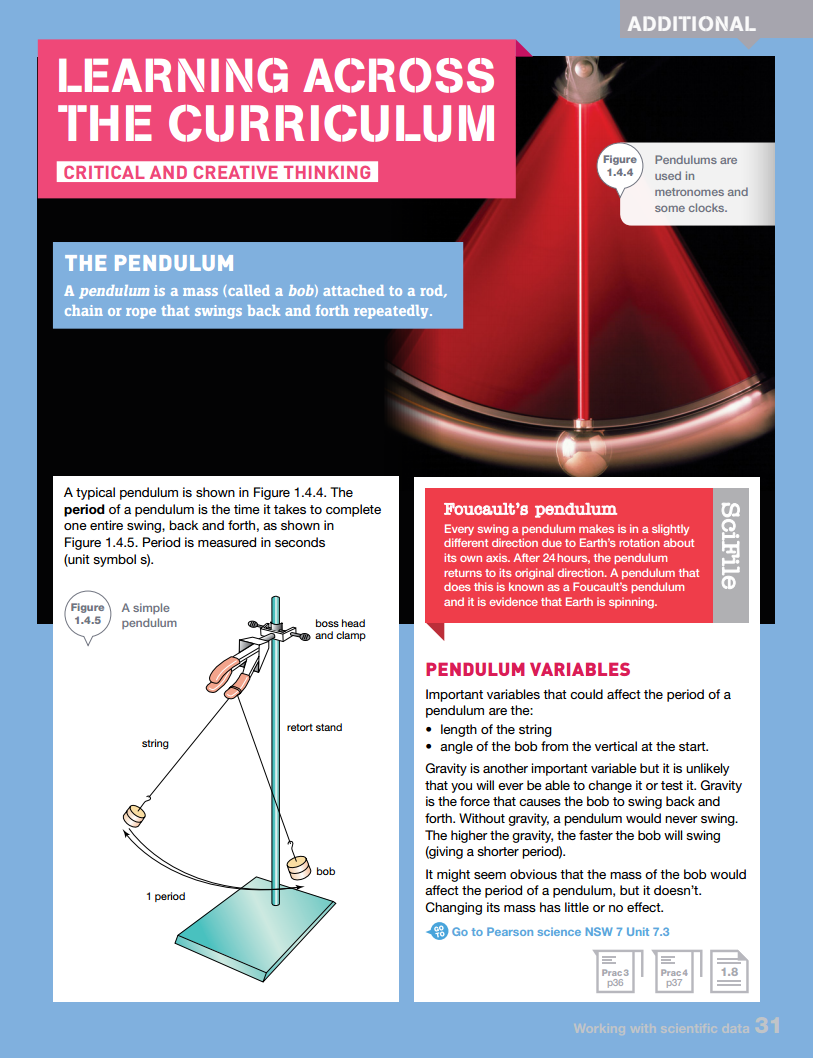 ADDITIONAL
LEARNING ACROSS
THE CURRICULUM
CRITICAL AND CREATIVE THINKING
Figure
1.4.4
Pendulums are
used in
metronomes and
some clocks.
THE PENDULUM
A pendulum is a mass (called a bob) attached to a rod,
chain or rope that swings back and forth repeatedly.
A typical pendulum is shown in Figure 1.4.4. The
period of a pendulum is the time it takes to complete
one entire swing, back and forth, as shown in
Figure 1.4.5. Period is measured in seconds
(unit symbol s).
Figure
1.4.5
A simple
pendulum
boss head
and clamp
retort stand
string
bob
1 period
Foucault's pendulum
Every swing a pendulum makes is in a slightly
different direction due to Earth's rotation about
its own axis. After 24 hours, the pendulum
returns to its original direction. A pendulum that
does this is known as a Foucault's pendulum
and it is evidence that Earth is spinning.
SciFile
PENDULUM VARIABLES
Important variables that could affect the period of a
pendulum are the:
• length of the string
• angle of the bob from the vertical at the start.
Gravity is another important variable but it is unlikely
that you will ever be able to change it or test it. Gravity
is the force that causes the bob to swing back and
forth. Without gravity, a pendulum would never swing.
The higher the gravity, the faster the bob will swing
(giving a shorter period).
It might seem obvious that the mass of the bob would
affect the period of a pendulum, but it doesn't.
Changing its mass has little or no effect.
GO TO Go to Pearson science NSW 7 Unit 7.3
Prac 3
p36
Prac 4
p37
1.8
Working with scientific data 31